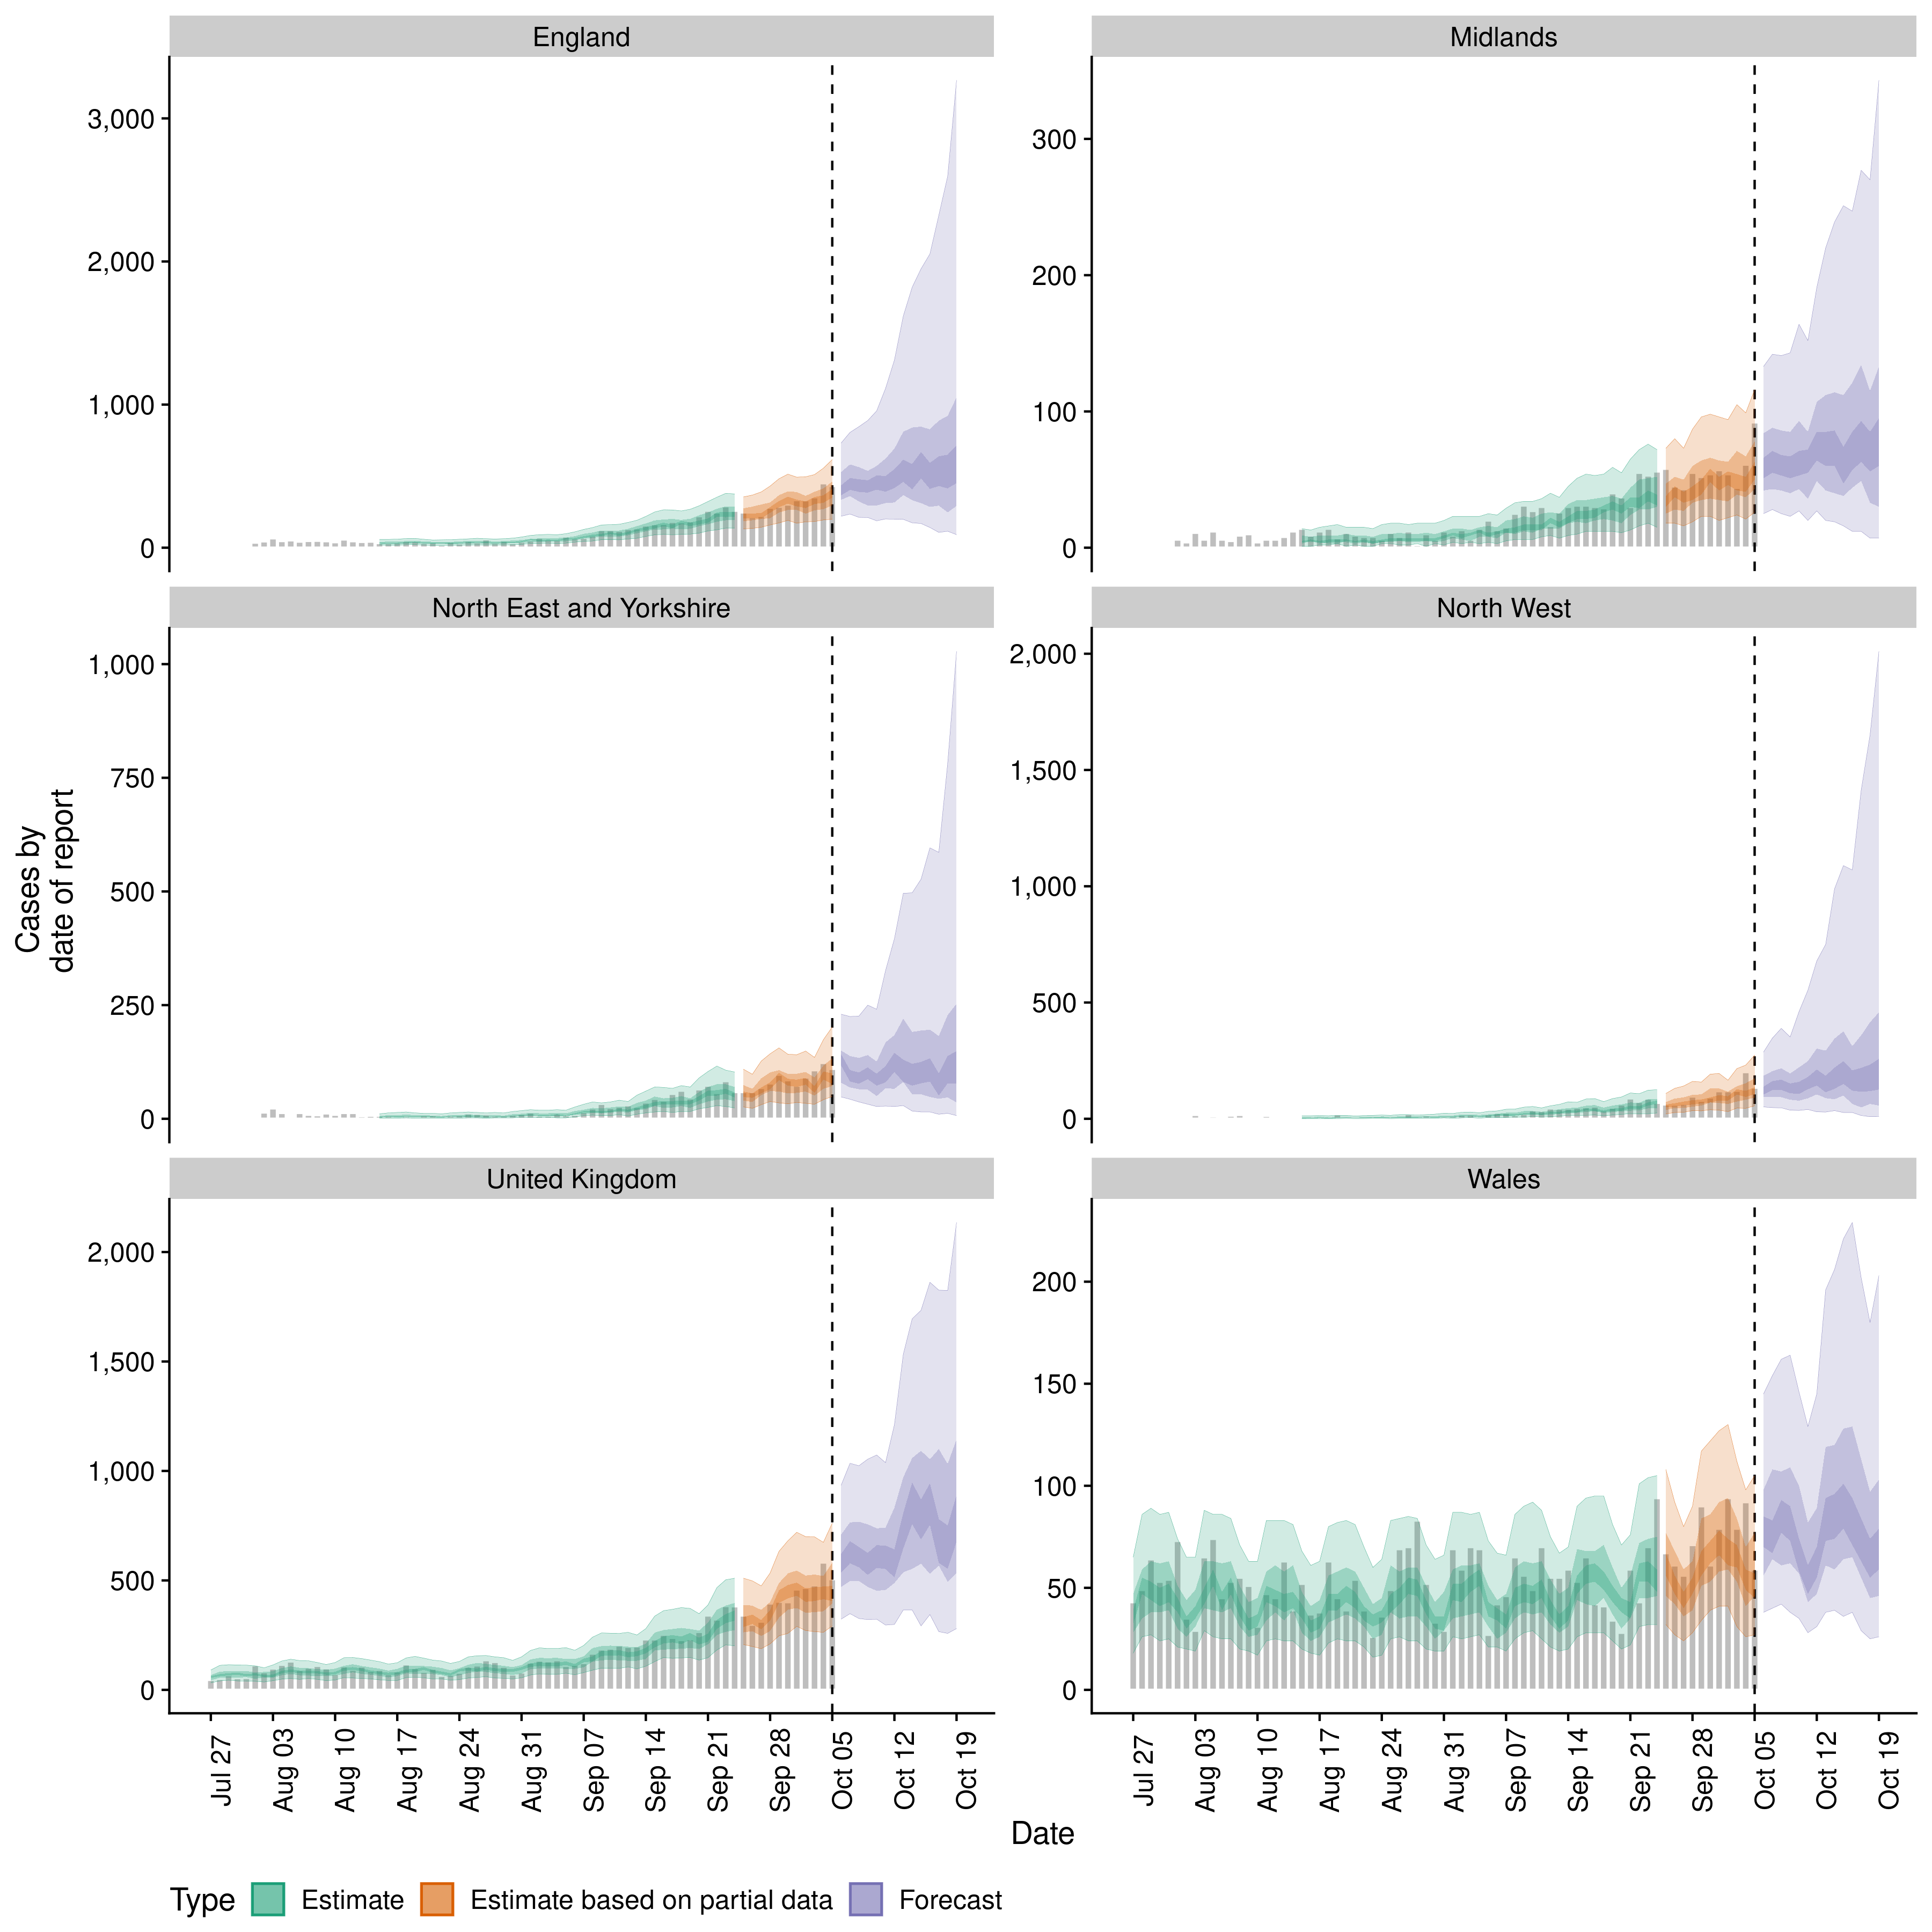 England
Midlands
3,000
2,000
1,000
0
300
200
100
0
North East and Yorkshire
North West
1,000
750
500
250
0
2,000
1,500
1,000
500
0
Cases by
date of report
United Kingdom
Wales
2,000
1,500
1,000
500
0
200
150
100
50
0
Jul 27
Aug 03
Aug 10
Aug 17
Aug 24
Aug 31
Sep 07
Sep 14
Sep 21
Sep 28
Oct 05
Oct 12
Oct 19
Jul 27
Aug 03
Aug 10
Aug 17
Aug 24
Aug 31
Sep 07
Sep 14
Sep 21
Sep 28
Oct 05
Oct 12
Oct 19
Date
Type Estimate Estimate based on partial data Forecast